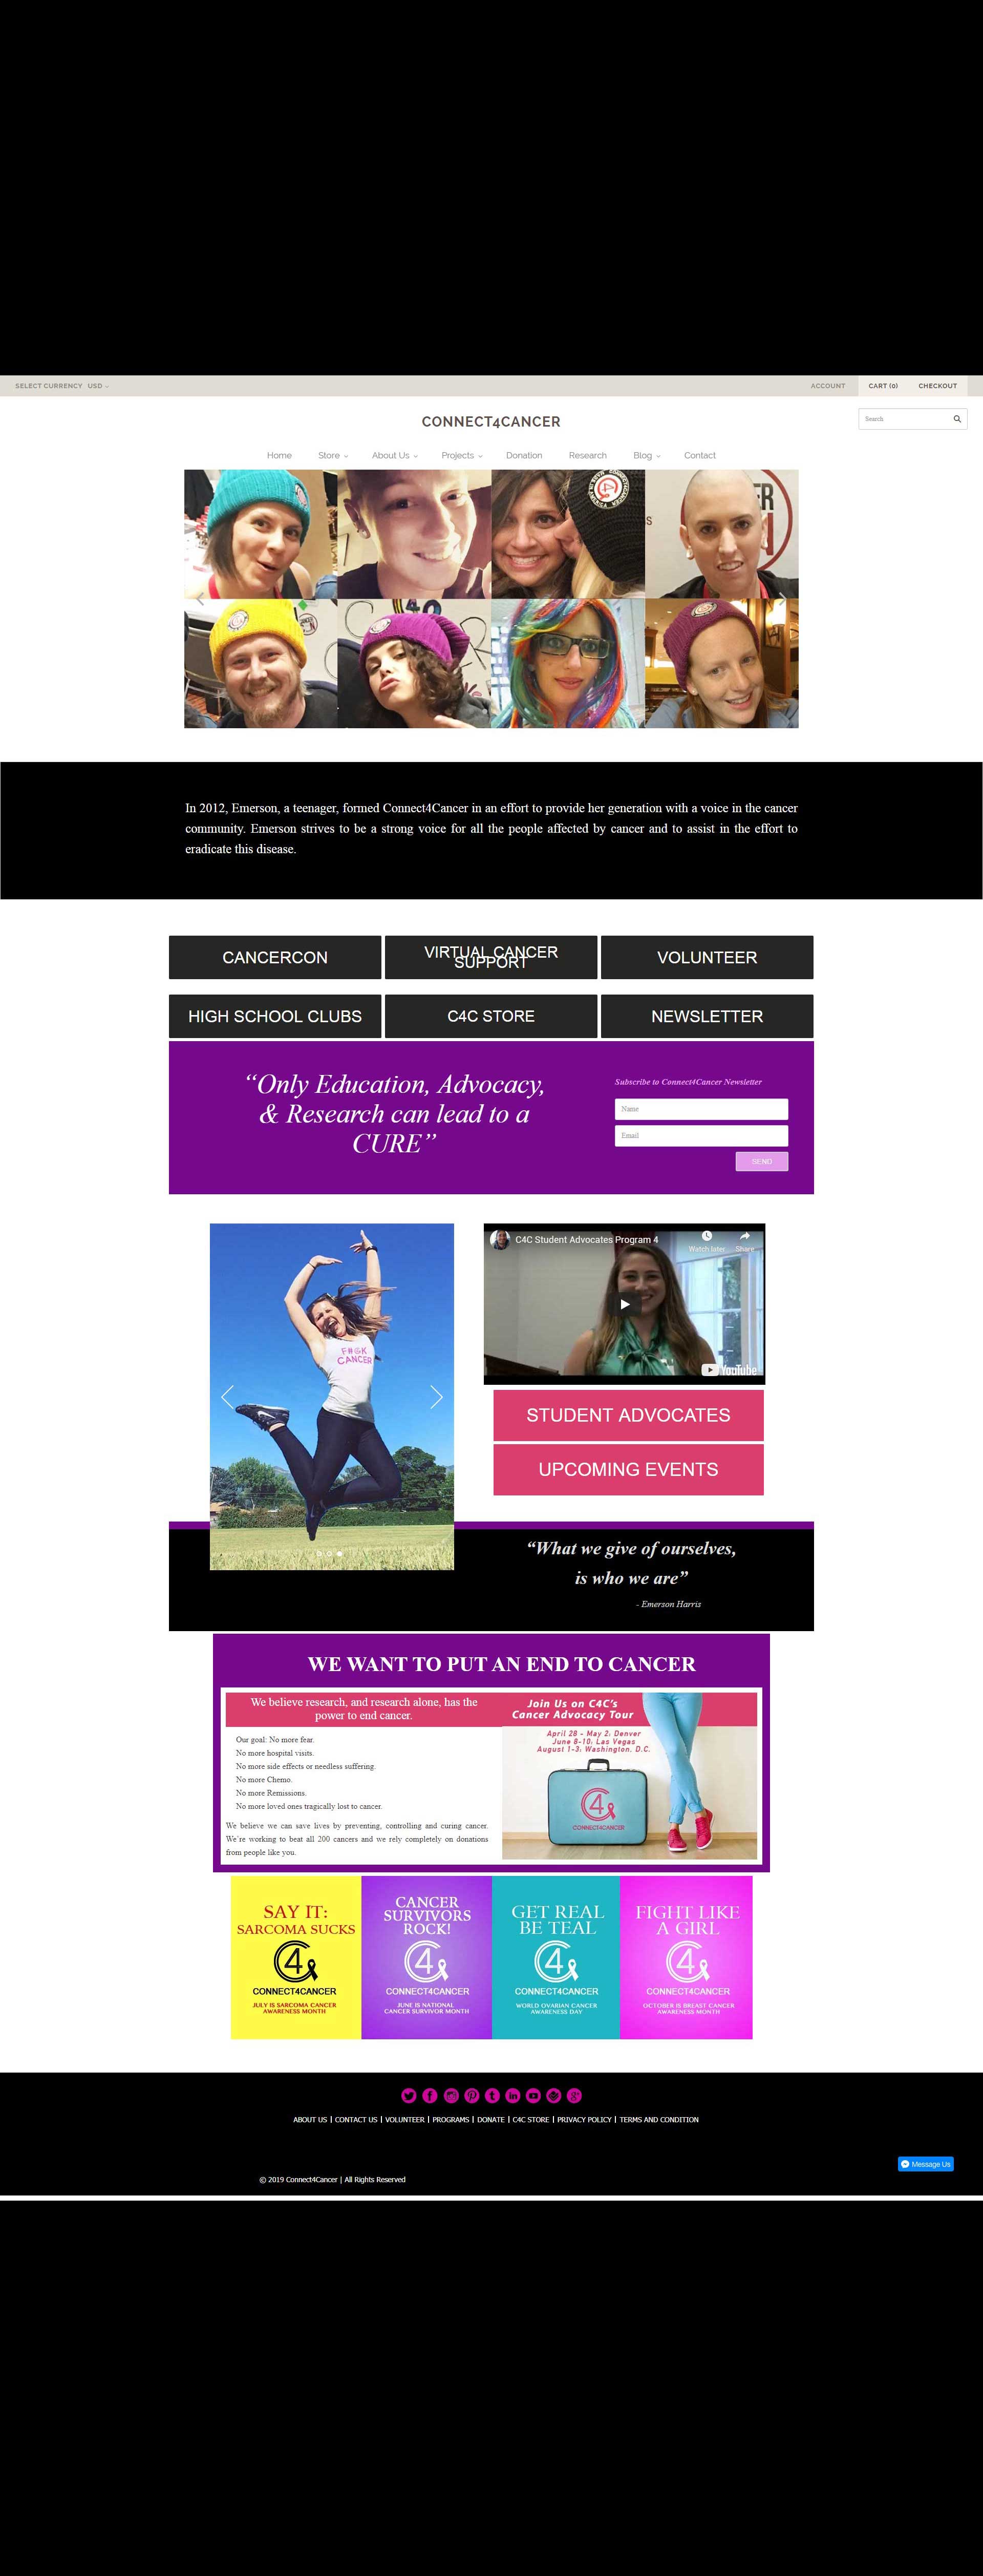 SELECT CURRENCY USD
ACCOUNT CART (0) CHECKOUT
CONNECT4CANCER
Search
Home Store About Us Projects Donation Research Blog Contact
In 2012, Emerson, a teenager, formed Connect4Cancer in an effort to provide her generation with a voice in the cancer
community. Emerson strives to be a strong voice for all the people affected by cancer and to assist in the effort to
eradicate this disease.
CANCERCON
VIRTUAL CANCER
SUPPORT
VOLUNTEER
HIGH SCHOOL CLUBS
C4C STORE
NEWSLETTER
“Only Education, Advocacy,
& Research can lead to a
CURE”
Subscribe to Connect4Cancer Newsletter
Name
Email
SEND
F#@K
CANCER
C4C Student Advocates Program 4
Watch later Share
YouTube
STUDENT ADVOCATES
UPCOMING EVENTS
“What we give of ourselves,
is who we are”
- Emerson Harris
WE WANT TO PUT AN END TO CANCER
We believe research, and research alone, has the
power to end cancer.
Our goal: No more fear.
No more hospital visits.
No more side effects or needless suffering.
No more Chemo.
No more Remissions.
No more loved ones tragically lost to cancer.
We believe we can save lives by preventing, controlling and curing cancer.
We’re working to beat all 200 cancers and we rely completely on donations
from people like you.
Join Us on C4C's
Cancer Advocacy Tour
April 28 - May 2, Denver
June 8-10, Las Vegas
August 1-3, Washington, D.C.
C4
CONNECT4CANCER
SAY IT:
SARCOMA SUCKS
C4
CONNECT4CANCER
JULY IS SARCOMA CANCER
AWARENESS MONTH
CANCER
SURVIVORS
ROCK!
C4
CONNECT4CANCER
JUNE IS NATIONAL
CANCER SURVIVOR MONTH
GET REAL
BE TEAL
C4
CONNECT4CANCER
WORLD OVARIAN CANCER
AWARENESS DAY
FIGHT LIKE
A GIRL
C4
CONNECT4CANCER
OCTOBER IS BREAST CANCER
AWARENESS MONTH
ABOUT US | CONTACT US | VOLUNTEER | PROGRAMS | DONATE | C4C STORE | PRIVACY POLICY | TERMS AND CONDITION
Message Us
© 2019 Connect4Cancer | All Rights Reserved